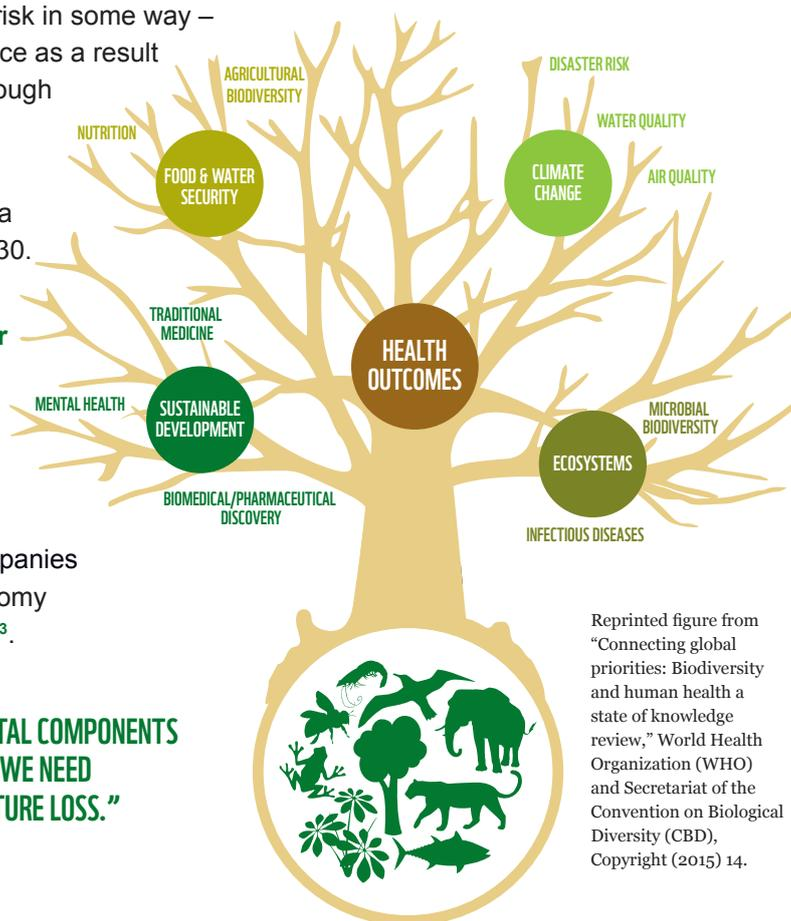 risk in some way –
ce as a result
ough
a
30.
r
panies
omy
3.
TAL COMPONENTS
WE NEED
TURE LOSS.”
AGRICULTURAL
BIODIVERSITY
NUTRITION
FOOD & WATER
SECURITY
DISASTER RISK
WATER QUALITY
CLIMATE
CHANGE
AIR QUALITY
TRADITIONAL
MEDICINE
HEALTH
OUTCOMES
MENTAL HEALTH
SUSTAINABLE
DEVELOPMENT
MICROBIAL
BIODIVERSITY
ECOSYSTEMS
BIOMEDICAL/PHARMACEUTICAL
DISCOVERY
INFECTIOUS DISEASES
Reprinted figure from
“Connecting global
priorities: Biodiversity
and human health a
state of knowledge
review,” World Health
Organization (WHO)
and Secretariat of the
Convention on Biological
Diversity (CBD),
Copyright (2015) 14.